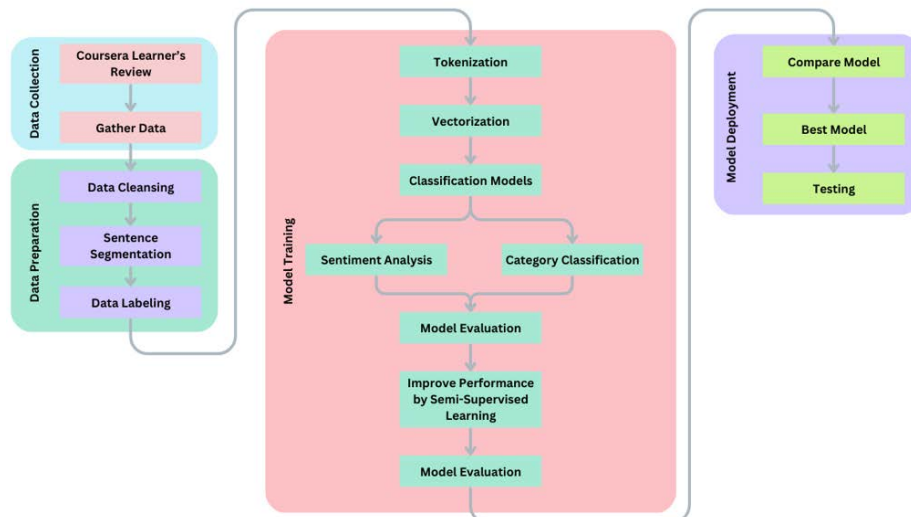 Data Collection
Coursera Learner's
Review
Gather Data
Data Preparation
Data Cleansing
Sentence
Segmentation
Data Labeling
Model Training
Tokenization
Vectorization
Classification Models
Sentiment Analysis
Category Classification
Model Evaluation
Improve Performance
by Semi-Supervised
Learning
Model Evaluation
Model Deployment
Compare Model
Best Model
Testing